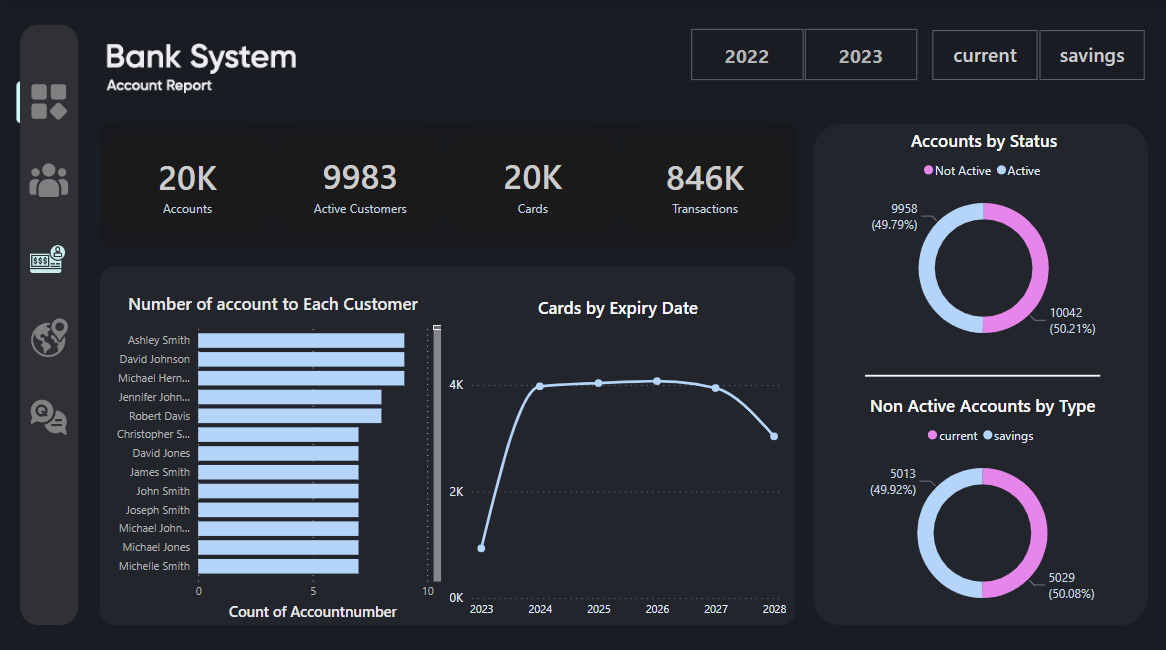 Bank System
Account Report
2022
2023
current
savings
20K
Accounts
9983
Active Customers
20K
Cards
846K
Transactions
Number of account to Each Customer
Ashley Smith
David Johnson
Michael Hern...
Jennifer John...
Robert Davis
Christopher S...
David Jones
James Smith
John Smith
Joseph Smith
Michael John...
Michael Jones
Michelle Smith
0
5
10
Count of Accountnumber
Cards by Expiry Date
4K
2K
0K
2023
2024
2025
2026
2027
2028
Accounts by Status
Not Active
Active
9958
(49.79%)
10042
(50.21%)
Non Active Accounts by Type
current
savings
5013
(49.92%)
5029
(50.08%)
$$$
Q